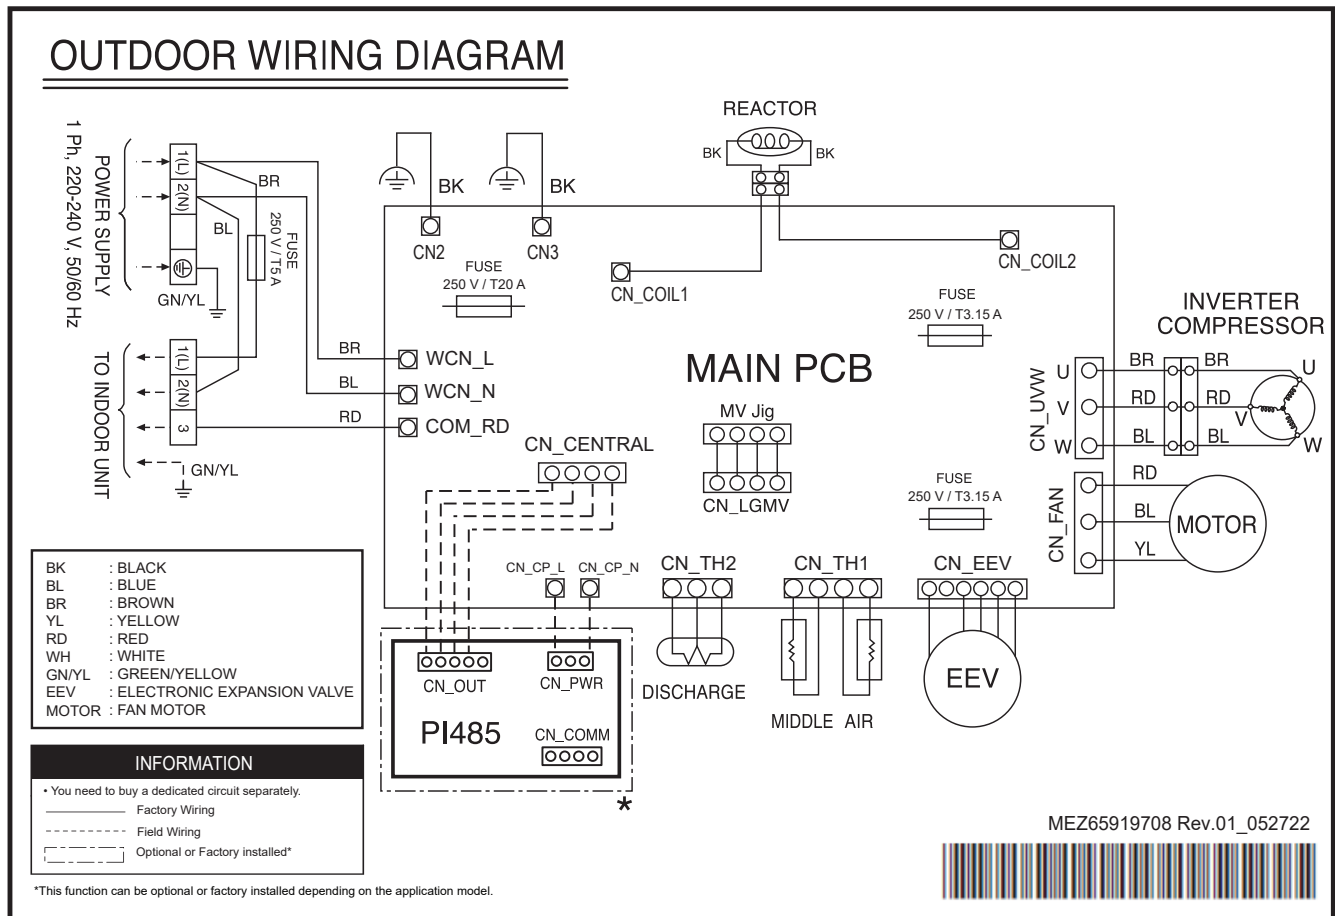 OUTDOOR WIRING DIAGRAM
1 Ph, 220-240 V, 50/60 Hz
POWER SUPPLY
1(L)
2(N)
GN/YL
BR
BL
FUSE
250 V / T5 A
TO INDOOR UNIT
1(L)
2(N)
3
GN/YL
BK
CN2
BK
CN3
REACTOR
BK
BK
CN_COIL1
CN_COIL2
FUSE
250 V / T20 A
FUSE
250 V / T3.15 A
BR
WCN_L
BL
WCN_N
RD
COM_RD
MAIN PCB
MV Jig
CN_LGMV
CN_CENTRAL
FUSE
250 V / T3.15 A
INVERTER
COMPRESSOR
CN_UVW
U
V
W
BR
BR
RD
RD
BL
BL
U
V
W
CN_FAN
RD
BL
YL
MOTOR
CN_CP_L
CN_CP_N
CN_TH2
CN_TH1
CN_EEV
DISCHARGE
MIDDLE
AIR
EEV
CN_OUT
CN_PWR
PI485
CN_COMM
*
BK : BLACK
BL : BLUE
BR : BROWN
YL : YELLOW
RD : RED
WH : WHITE
GN/YL : GREEN/YELLOW
EEV : ELECTRONIC EXPANSION VALVE
MOTOR : FAN MOTOR
INFORMATION
• You need to buy a dedicated circuit separately.
Factory Wiring
Field Wiring
Optional or Factory installed*
*This function can be optional or factory installed depending on the application model.
MEZ65919708 Rev.01_052722